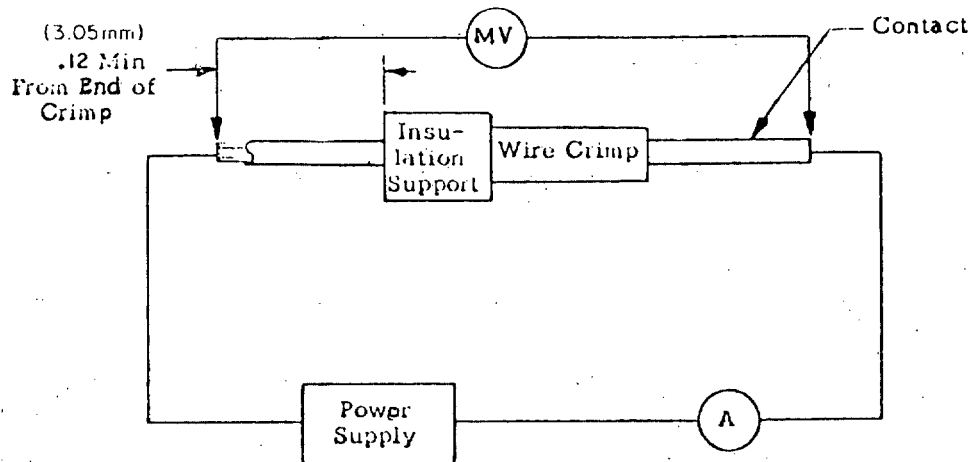 (3.05mm)
.12 Min
From End of
Crimp
MV
Contact
Insu-
lation
Support
Wire Crimp
Power
Supply
A